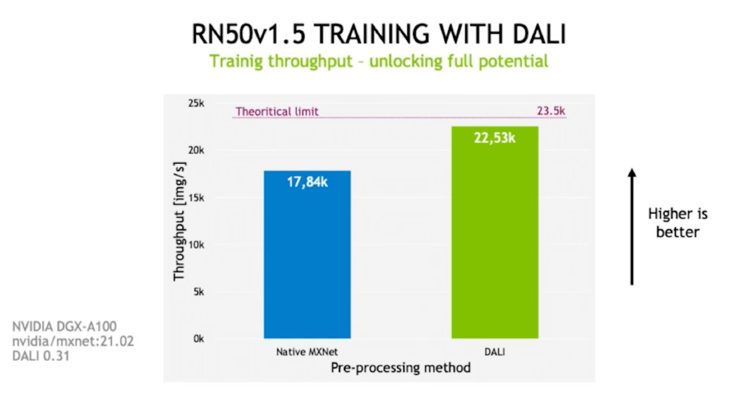 RN50v1.5 TRAINING WITH DALI
Trainig throughput - unlocking full potential
25k
Theoritical limit
23.5k
22,53k
20k
17,84k
15k
10k
5k
0k
Throughput [img/s]
Native MXNet
DALI
Pre-processing method
Higher is
better
NVIDIA DGX-A100
nvidia/mxnet:21.02
DALI 0.31